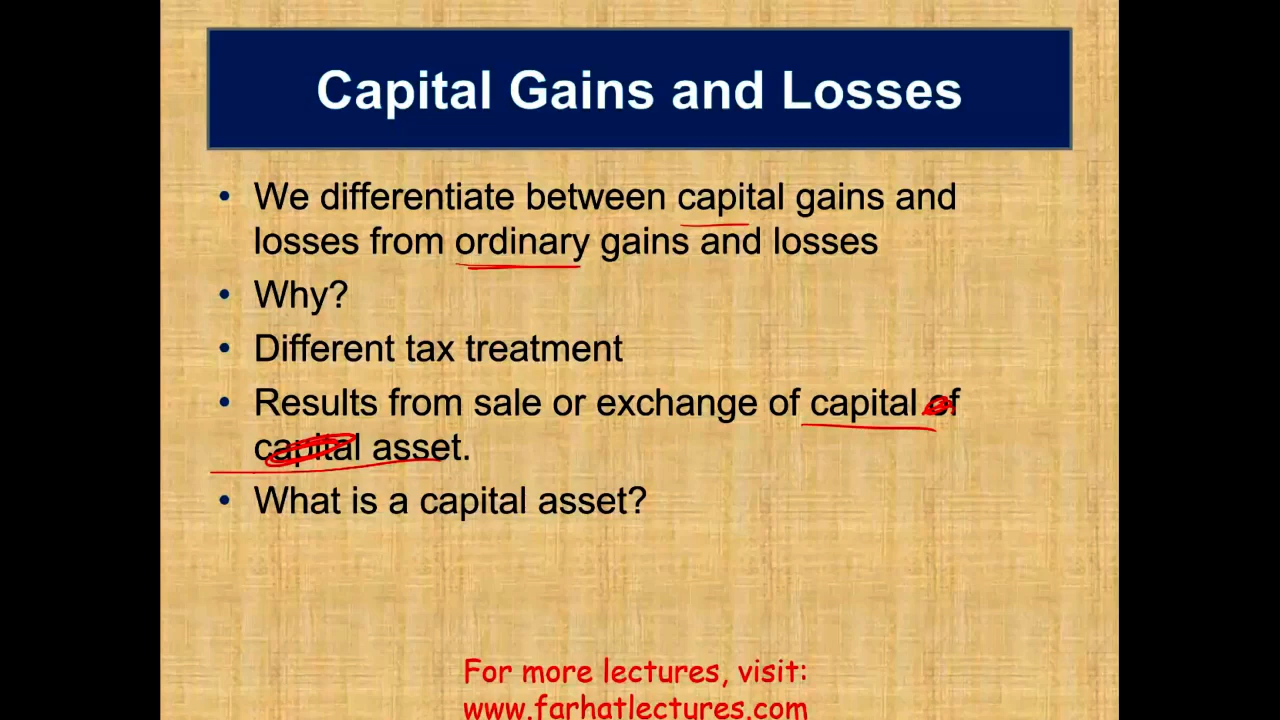 Capital Gains and Losses
• We differentiate between capital gains and
losses from ordinary gains and losses
• Why?
• Different tax treatment
• Results from sale or exchange of capital of
capital asset.
• What is a capital asset?
For more lectures, visit:
www.farhatlectures.com